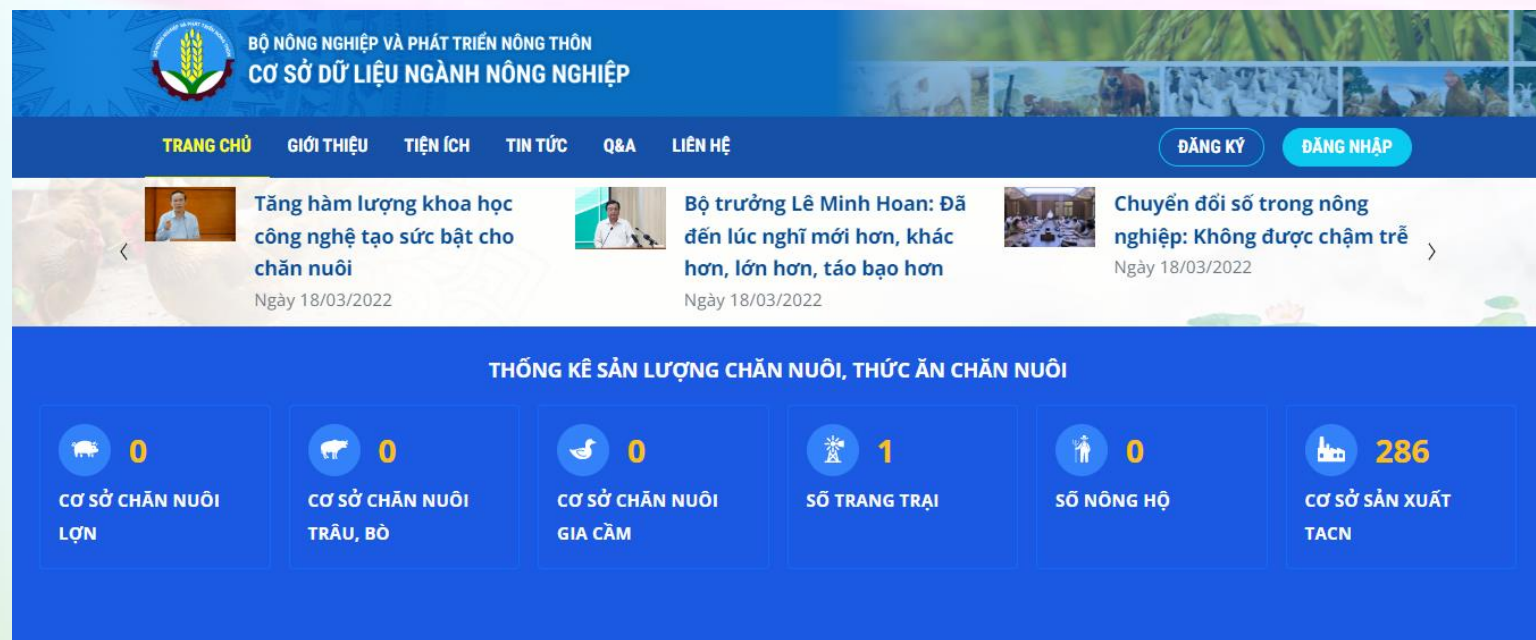 BỘ NÔNG NGHIỆP VÀ PHÁT TRIỂN NÔNG THÔN
CƠ SỞ DỮ LIỆU NGÀNH NÔNG NGHIỆP
TRANG CHỦ GIỚI THIỆU TIỆN ÍCH TIN TỨC Q&A LIÊN HỆ ĐĂNG KÝ ĐĂNG NHẬP
Tăng hàm lượng khoa học
công nghệ tạo sức bật cho
chăn nuôi
Ngày 18/03/2022
Bộ trưởng Lê Minh Hoan: Đã
đến lúc nghĩ mới hơn, khác
hơn, lớn hơn, táo bạo hơn
Ngày 18/03/2022
Chuyển đổi số trong nông
nghiệp: Không được chậm trễ
Ngày 18/03/2022
THỐNG KÊ SẢN LƯỢNG CHĂN NUÔI, THỨC ĂN CHĂN NUÔI
0
CƠ SỞ CHĂN NUÔI
LỢN
0
CƠ SỞ CHĂN NUÔI
TRÂU, BÒ
0
CƠ SỞ CHĂN NUÔI
GIA CẦM
1
SỐ TRANG TRẠI
0
SỐ NÔNG HỘ
286
CƠ SỞ SẢN XUẤT
TACN